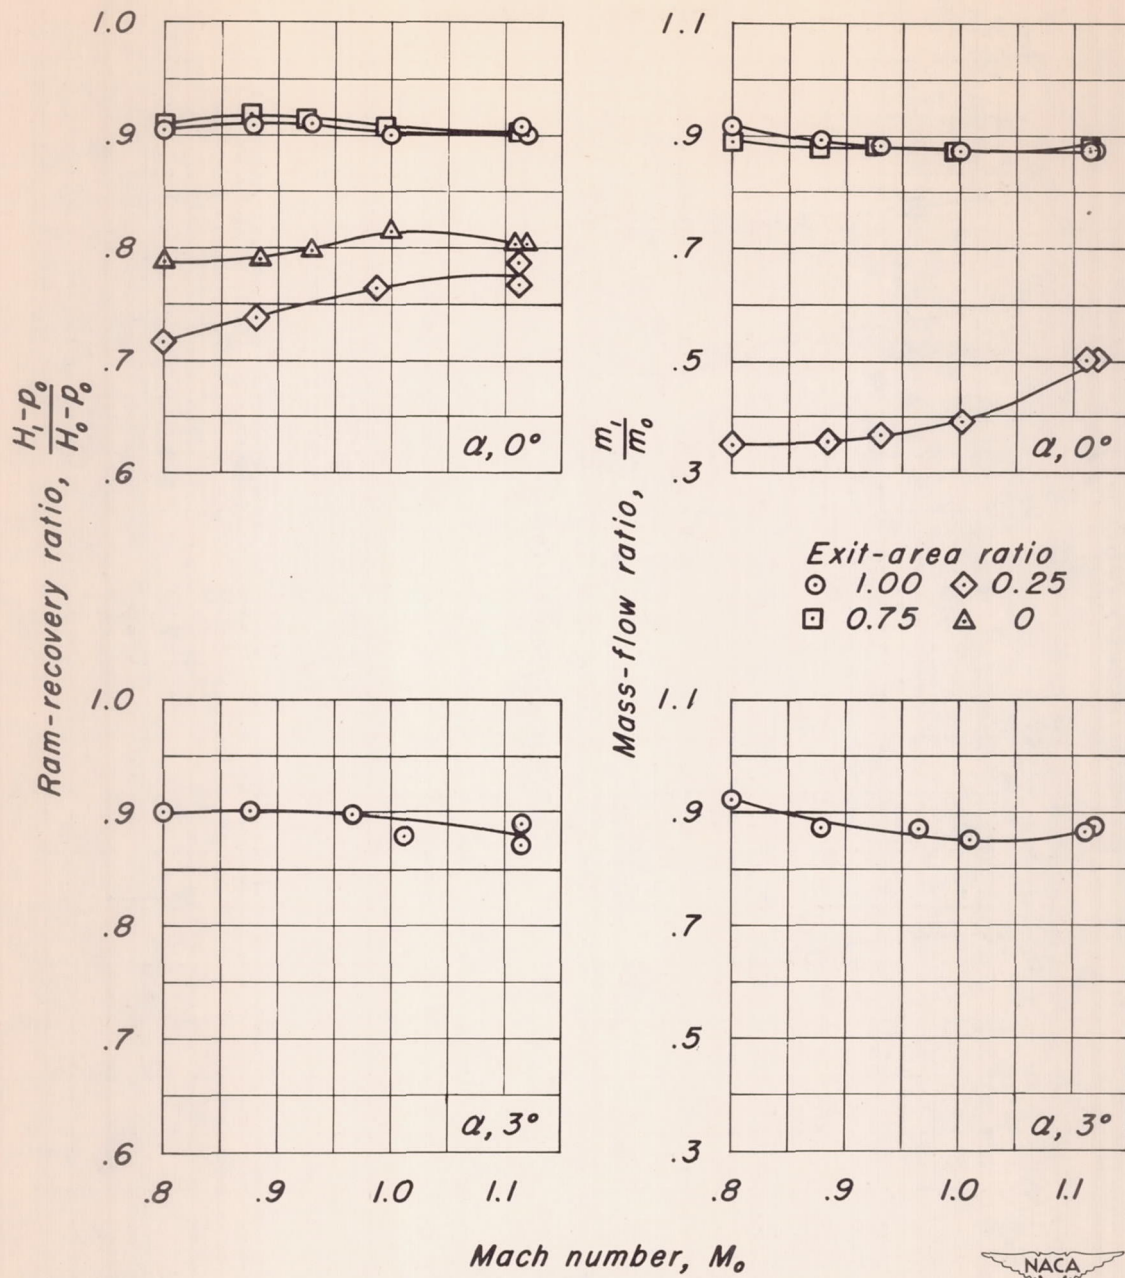 1.0
.9
.8
.7
.6
α, 0°
Ram-recovery ratio, H₁-p₀ / H₀-p₀
1.1
.9
.7
.5
.3
α, 0°
Mass-flow ratio, m₁ / m₀
Exit-area ratio
⊙ 1.00 ◇ 0.25
⊡ 0.75 △ 0
1.0
.9
.8
.7
.6
α, 3°
.8 .9 1.0 1.1
1.1
.9
.7
.5
.3
α, 3°
.8 .9 1.0 1.1
Mach number, M₀
NACA